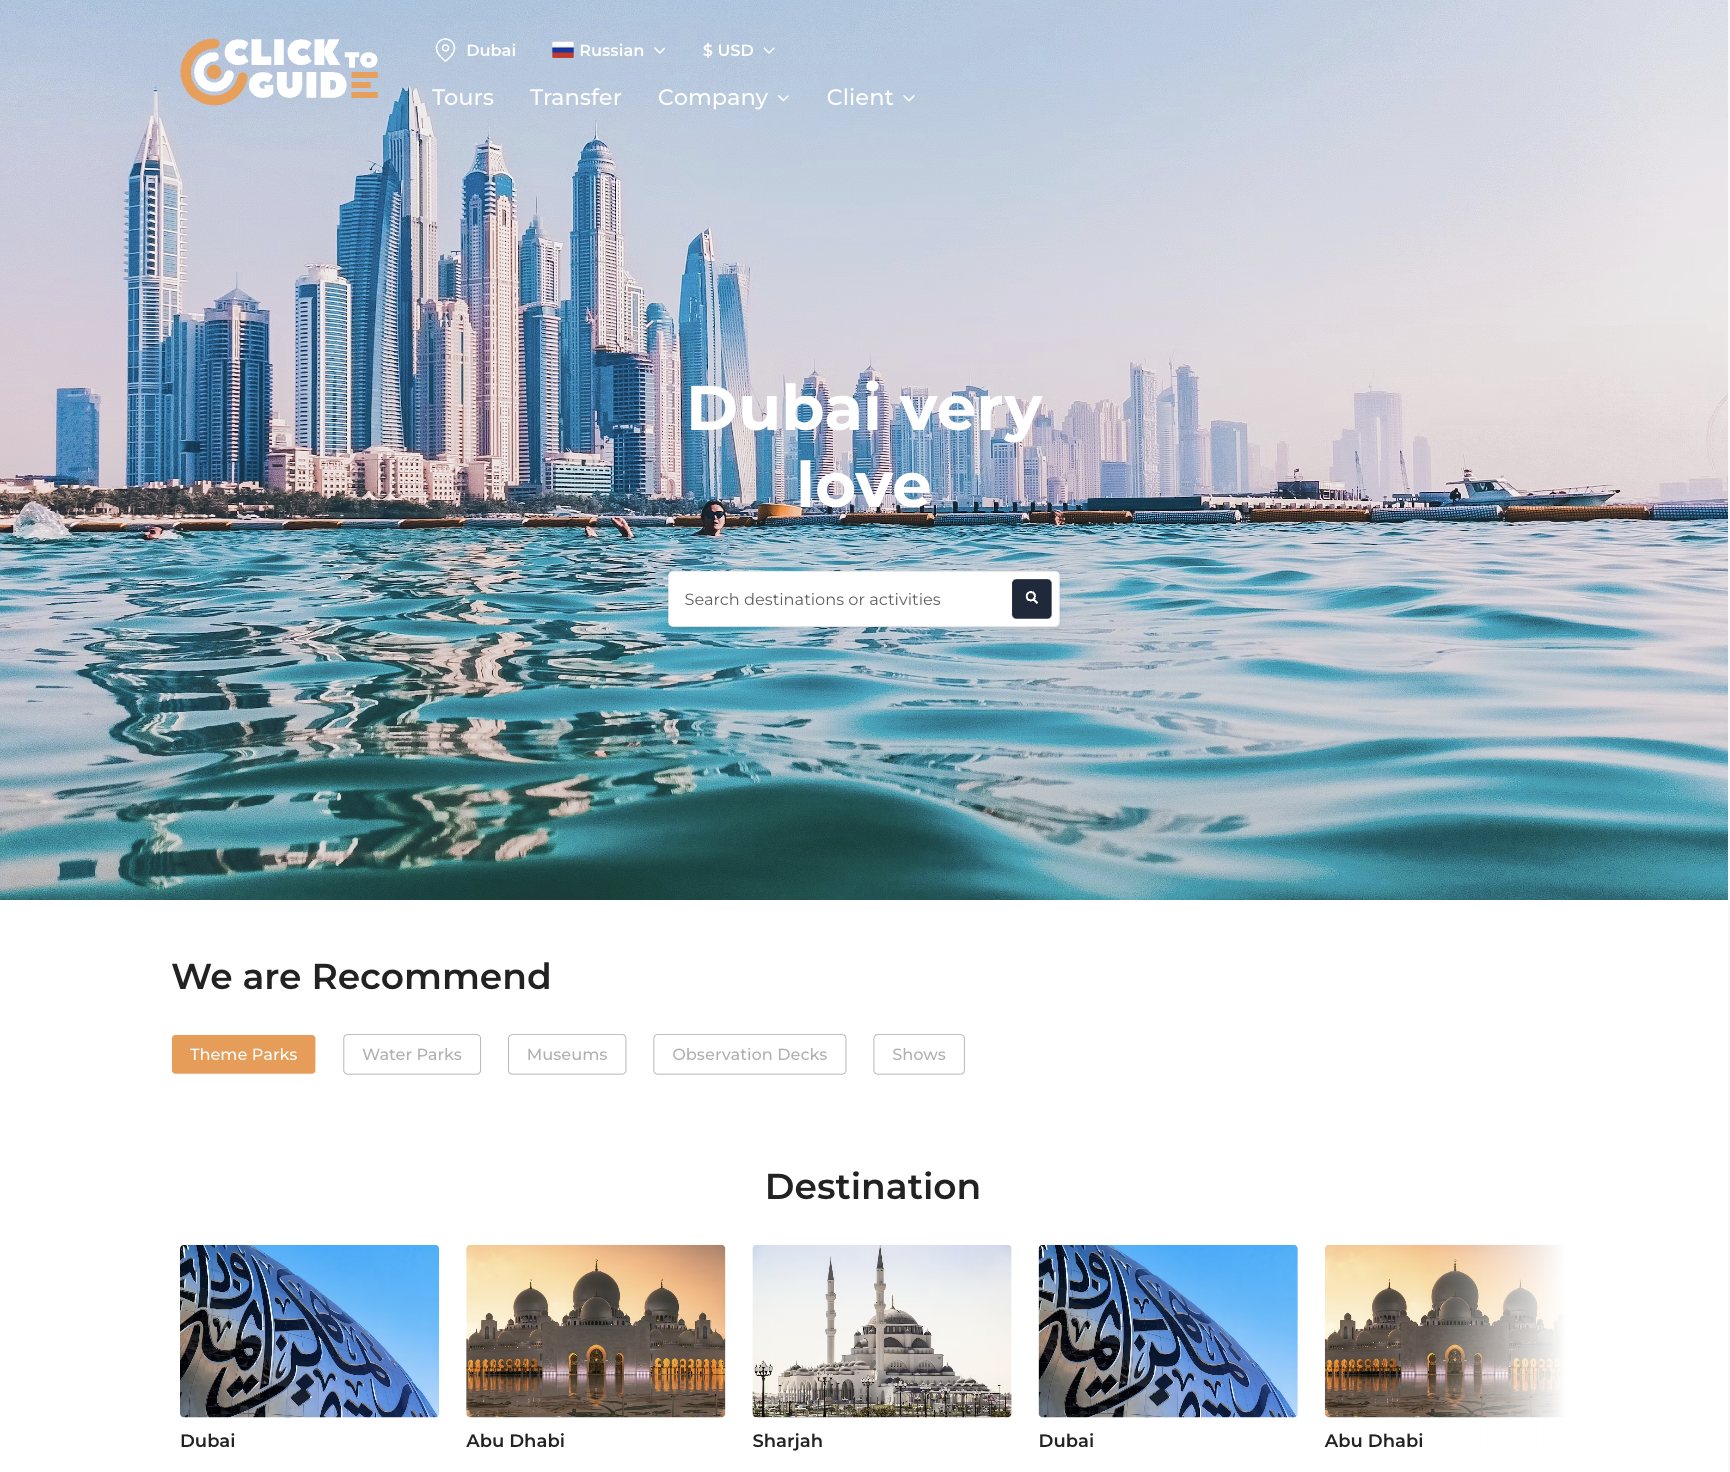 CLICK TO
GUIDE
Dubai
Russian
$ USD
Tours
Transfer
Company
Client
Dubai very
love
Search destinations or activities
We are Recommend
Theme Parks
Water Parks
Museums
Observation Decks
Shows
Destination
Dubai
Abu Dhabi
Sharjah
Dubai
Abu Dhabi